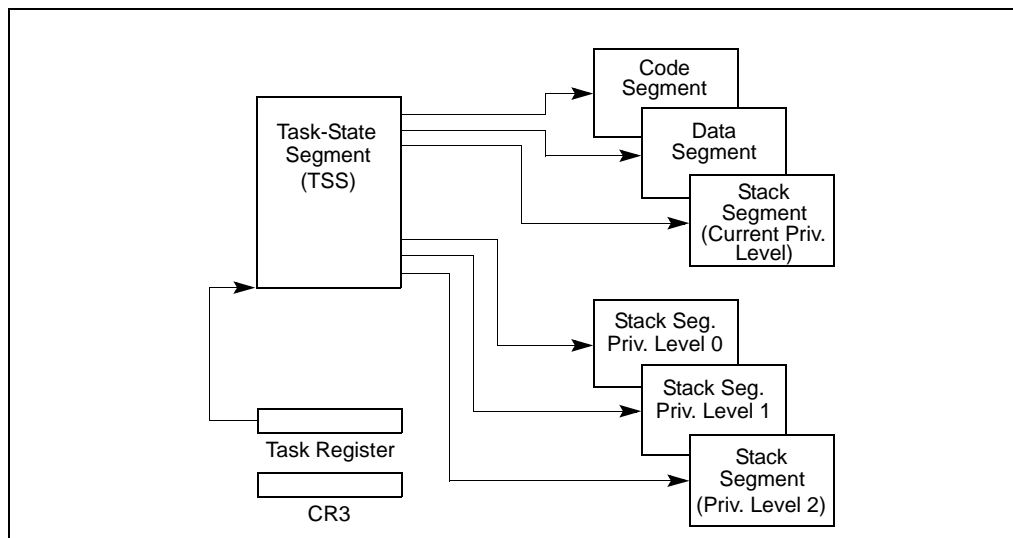 Code
Segment
Task-State
Segment
(TSS)
Data
Segment
Stack
Segment
(Current Priv.
Level)
Stack Seg.
Priv. Level 0
Stack Seg.
Priv. Level 1
Task Register
Stack
Segment
(Priv. Level 2)
CR3